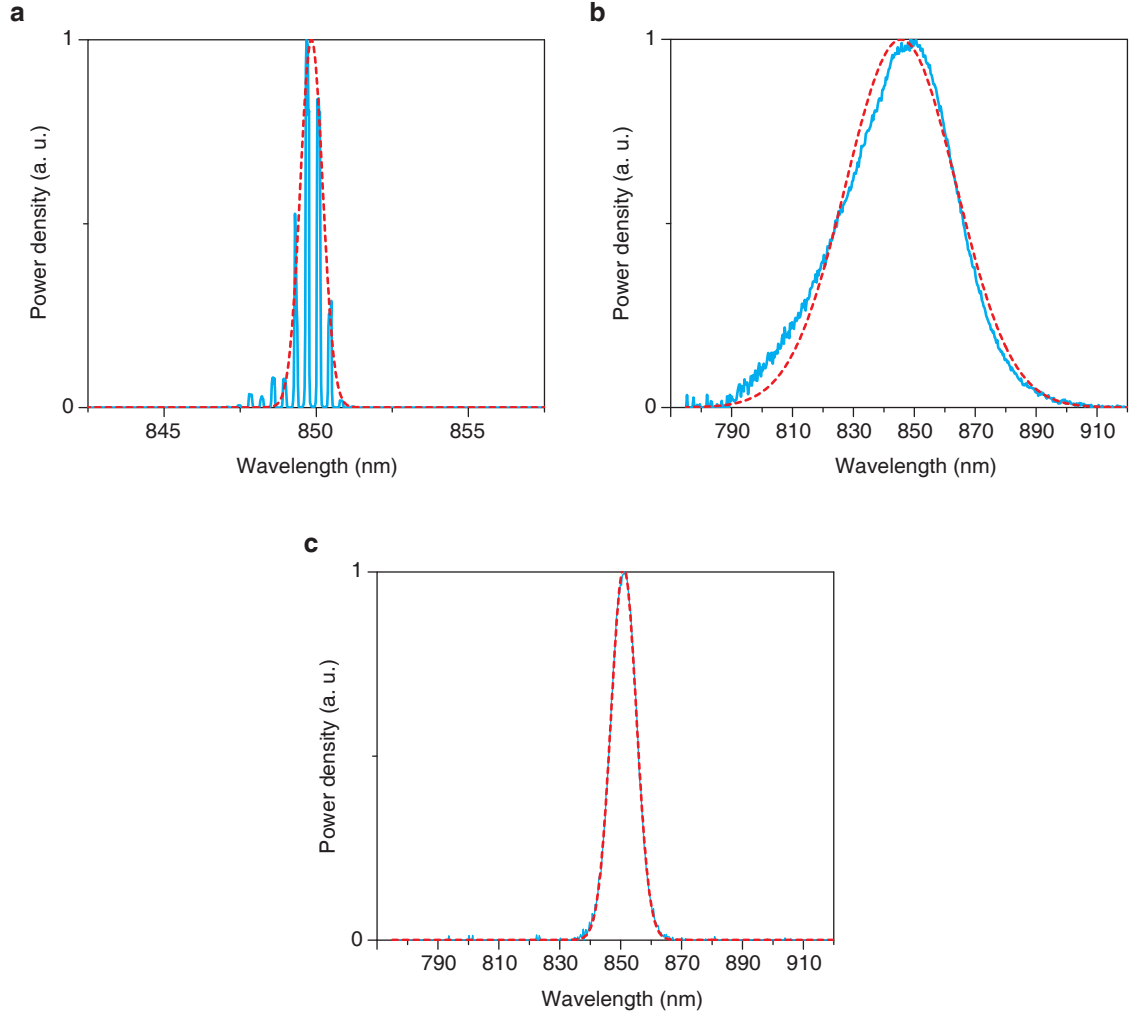 a
1
Power density (a. u.)
0
845 850 855
Wavelength (nm)
b
1
Power density (a. u.)
0
790 810 830 850 870 890 910
Wavelength (nm)
c
1
Power density (a. u.)
0
790 810 830 850 870 890 910
Wavelength (nm)